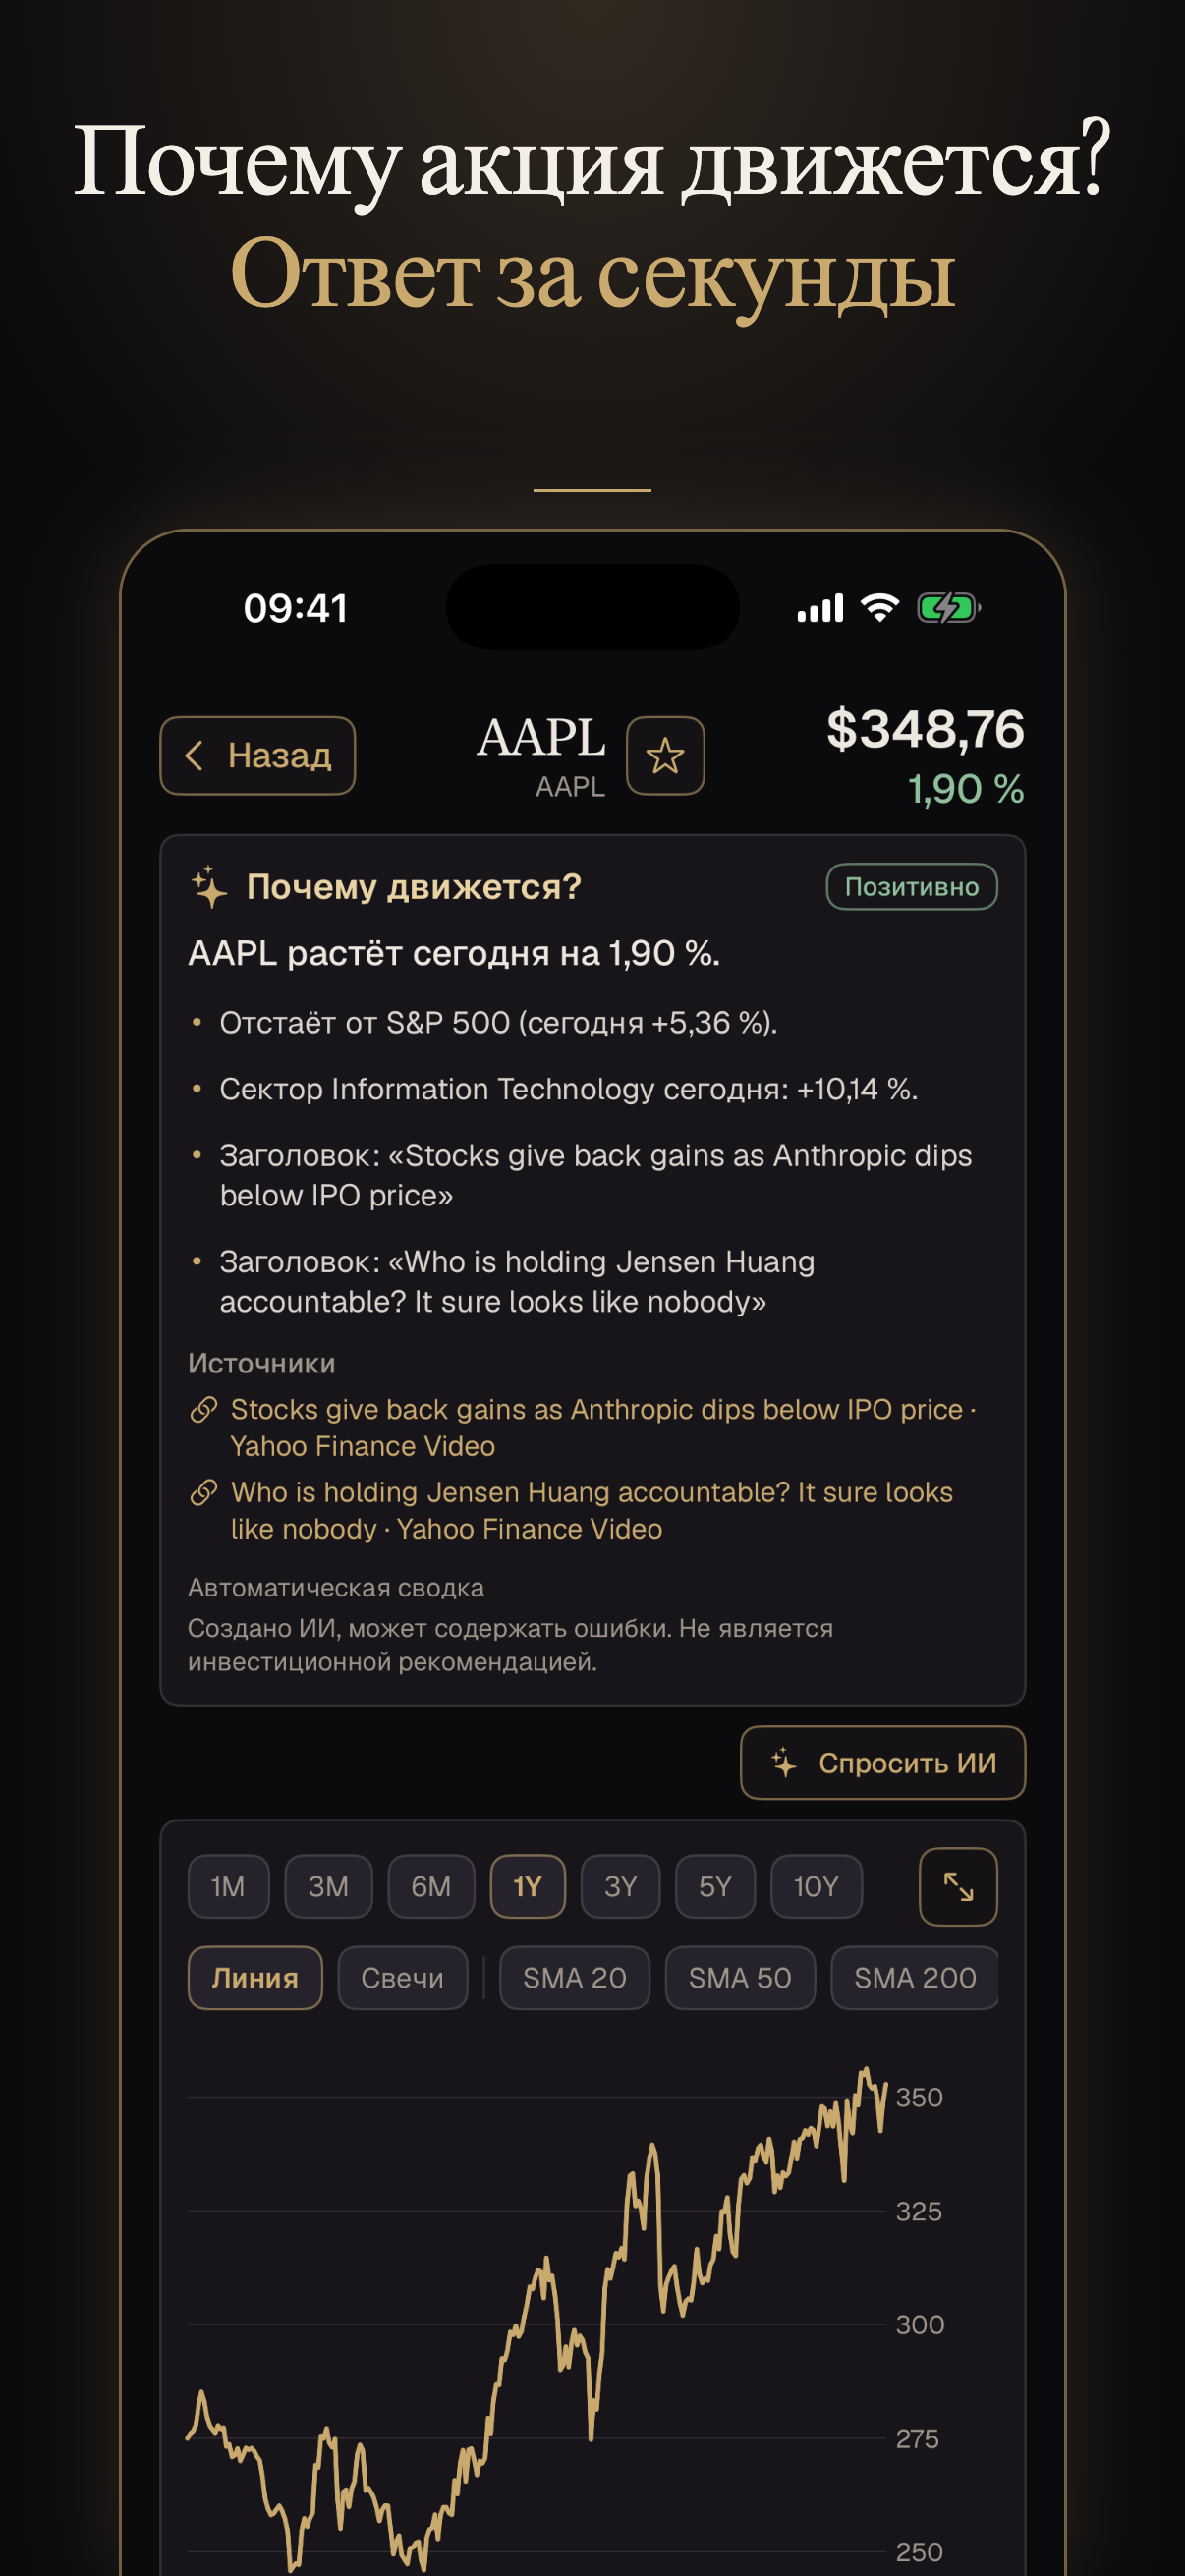 Почему акция движется?
Ответ за секунды
09:41
Назад
AAPL
AAPL
$348,76
1,90 %
Почему движется?
Позитивно
AAPL растёт сегодня на 1,90 %.
• Отстаёт от S&P 500 (сегодня +5,36 %).
• Сектор Information Technology сегодня: +10,14 %.
• Заголовок: «Stocks give back gains as Anthropic dips
below IPO price»
• Заголовок: «Who is holding Jensen Huang
accountable? It sure looks like nobody»
Источники
Stocks give back gains as Anthropic dips below IPO price ·
Yahoo Finance Video
Who is holding Jensen Huang accountable? It sure looks
like nobody · Yahoo Finance Video
Автоматическая сводка
Создано ИИ, может содержать ошибки. Не является
инвестиционной рекомендацией.
Спросить ИИ
1M 3M 6M 1Y 3Y 5Y 10Y
Линия Свечи SMA 20 SMA 50 SMA 200
350
325
300
275
250